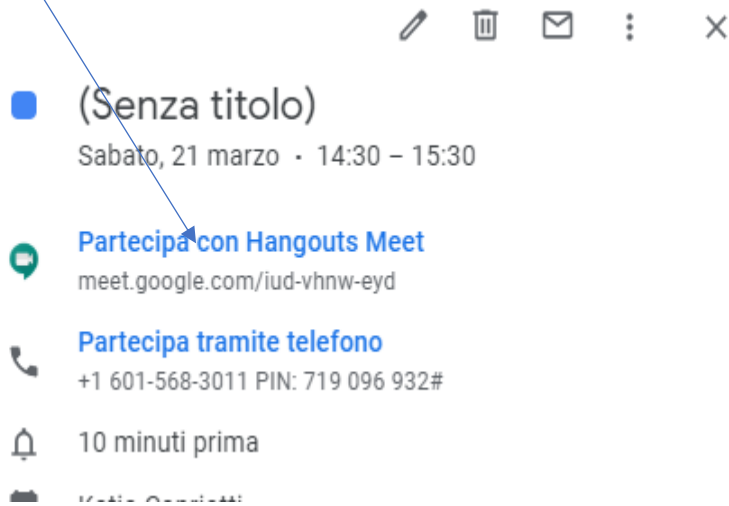 (Senza titolo)
Sabato, 21 marzo · 14:30 – 15:30
Partecipa con Hangouts Meet
meet.google.com/iud-vhnw-eyd
Partecipa tramite telefono
+1 601-568-3011 PIN: 719 096 932#
10 minuti prima